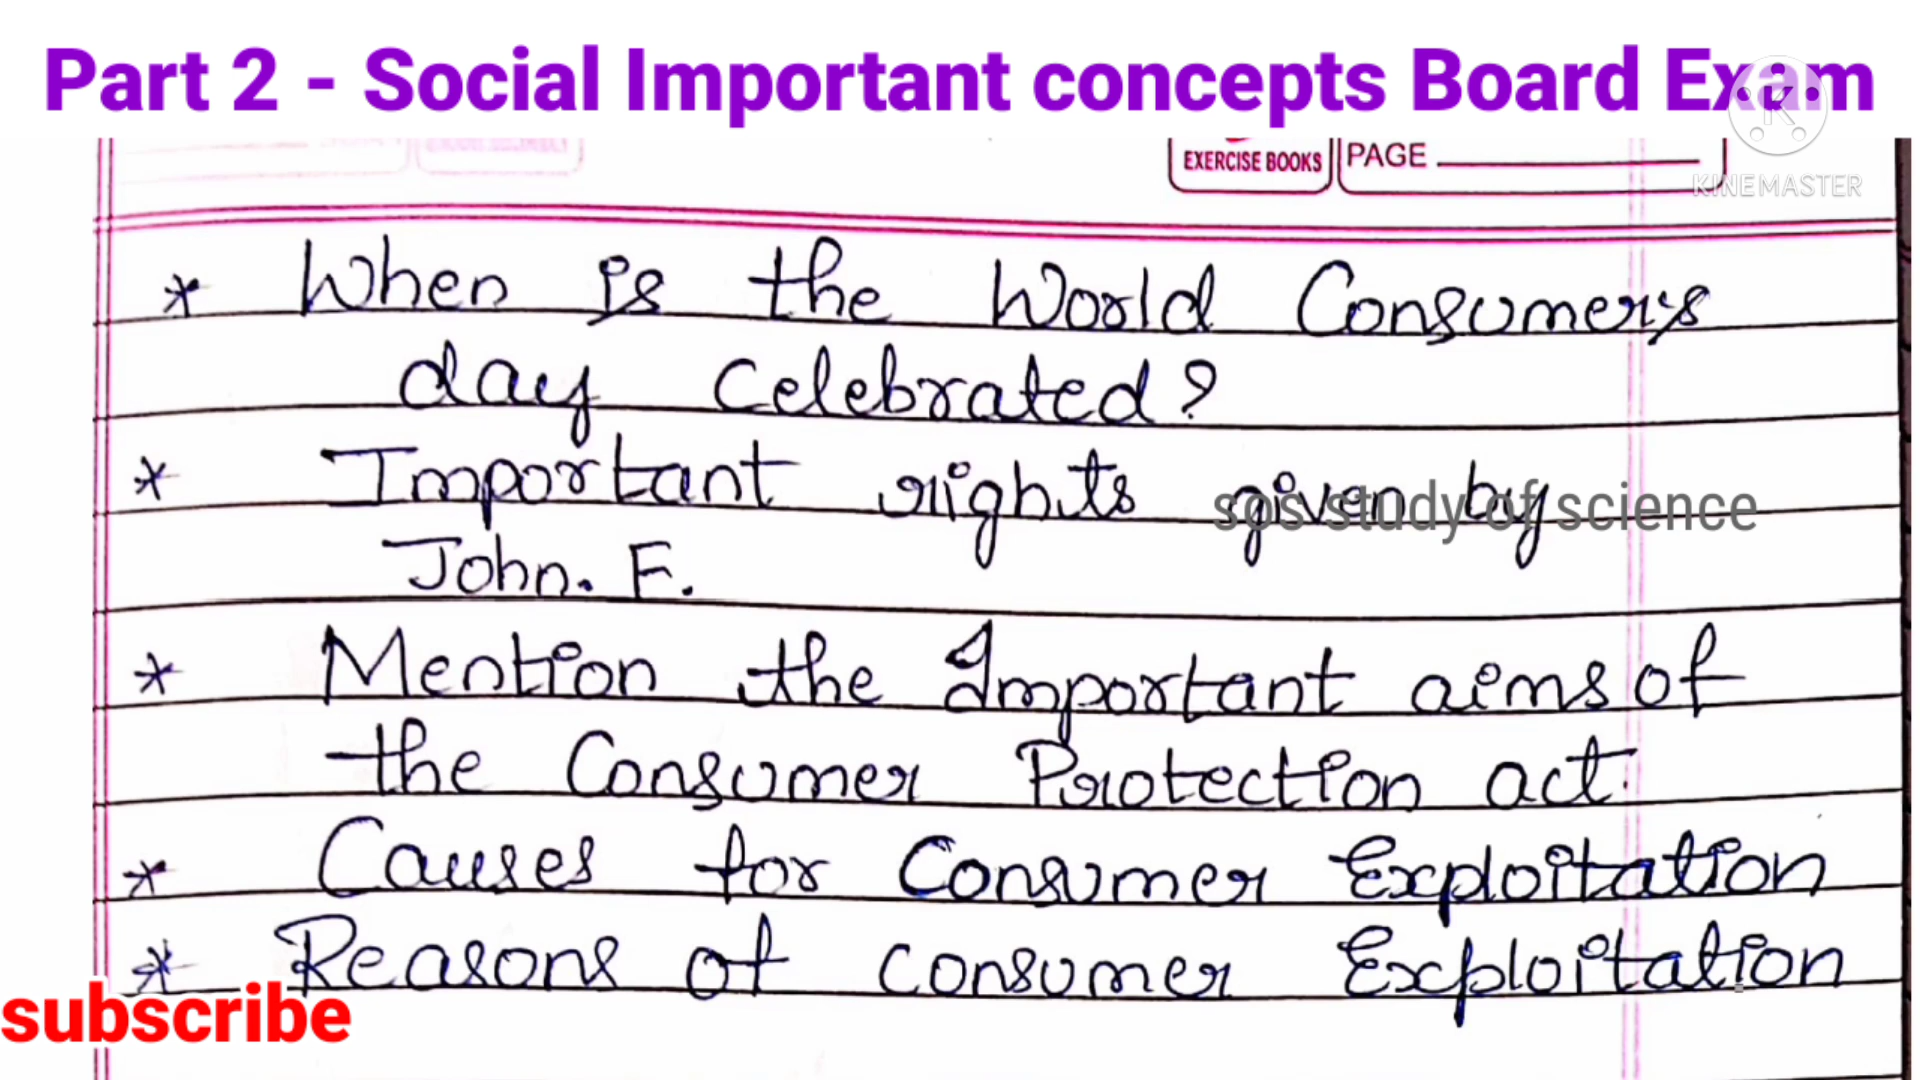 Part 2 - Social Important concepts Board Exam
EXERCISE BOOKS PAGE
KINEMASTER
* When is the World Consumer's
day celebrated?
* Important rights given by
sps study of science
John. F.
* Mention the Important aims of
the Consumer Protection act.
* Causes for Consumer Exploitation
* Reasons of consumer Exploitation
subscribe